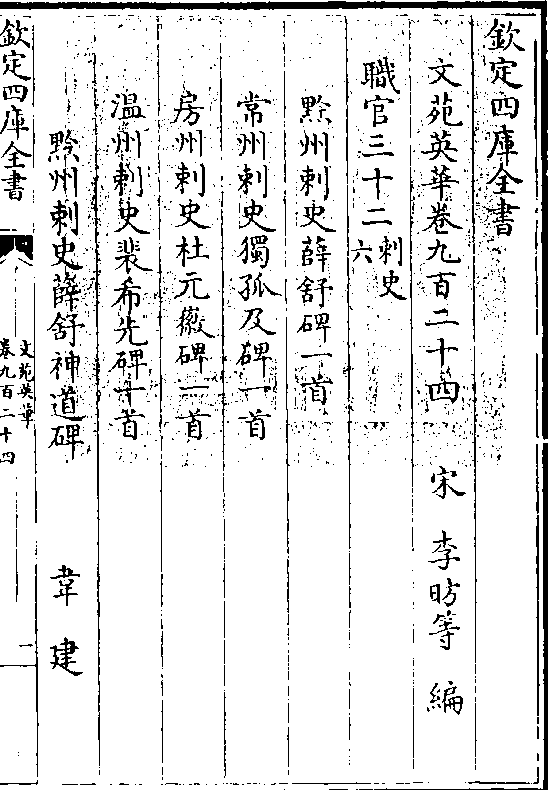 欽定四庫全書
文苑英華卷九百二十四 宋 李昉等 編
職官三十二 刺史六
黔州刺史薛舒碑一首
常州刺史獨孤及碑一首
房州刺史杜元徽碑一首
温州刺史裴希先碑一首
黔州刺史薛舒神道碑 韋建
欽定四庫全書
文苑英華
卷九百二十四
一